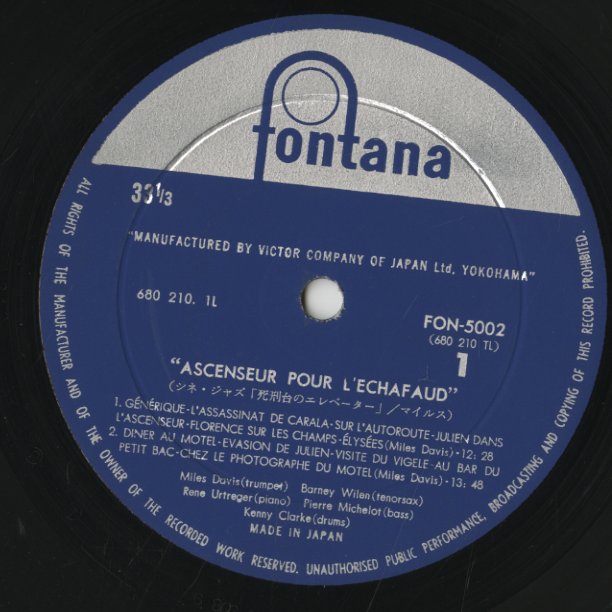 fontana
33 1/3
"MANUFACTURED BY VICTOR COMPANY OF JAPAN Ltd, YOKOHAMA"
680 210. 1L
FON-5002
(680 210 TL)
1
"ASCENSEUR POUR L'ECHAFAUD"
(シネ・ジャズ「死刑台のエレベーター」/マイルス)
1. GÉNÉRIQUE-L'ASSASSINAT DE CARALA-SUR L'AUTOROUTE-JULIEN DANS
L'ASCENSEUR-FLORENCE SUR LES CHAMPS-ÉLYSÉES(Miles Davis)・12: 28
2. DINER AU MOTEL-EVASION DE JULIEN-VISITE DU VIGELE-AU BAR DU
PETIT BAC-CHEZ LE PHOTOGRAPHE DU MOTEL(Miles Davis)・13: 48
Miles Davis(trumpet) Barney Wilen(tenorsax)
Rene Urtreger(piano) Pierre Michelot(bass)
Kenny Clarke(drums)
MADE IN JAPAN
ALL RIGHTS OF THE MANUFACTURER AND OF THE OWNER OF THE RECORDED WORK RESERVED. UNAUTHORISED PUBLIC PERFORMANCE, BROADCASTING AND COPYING OF THIS RECORD PROHIBITED.